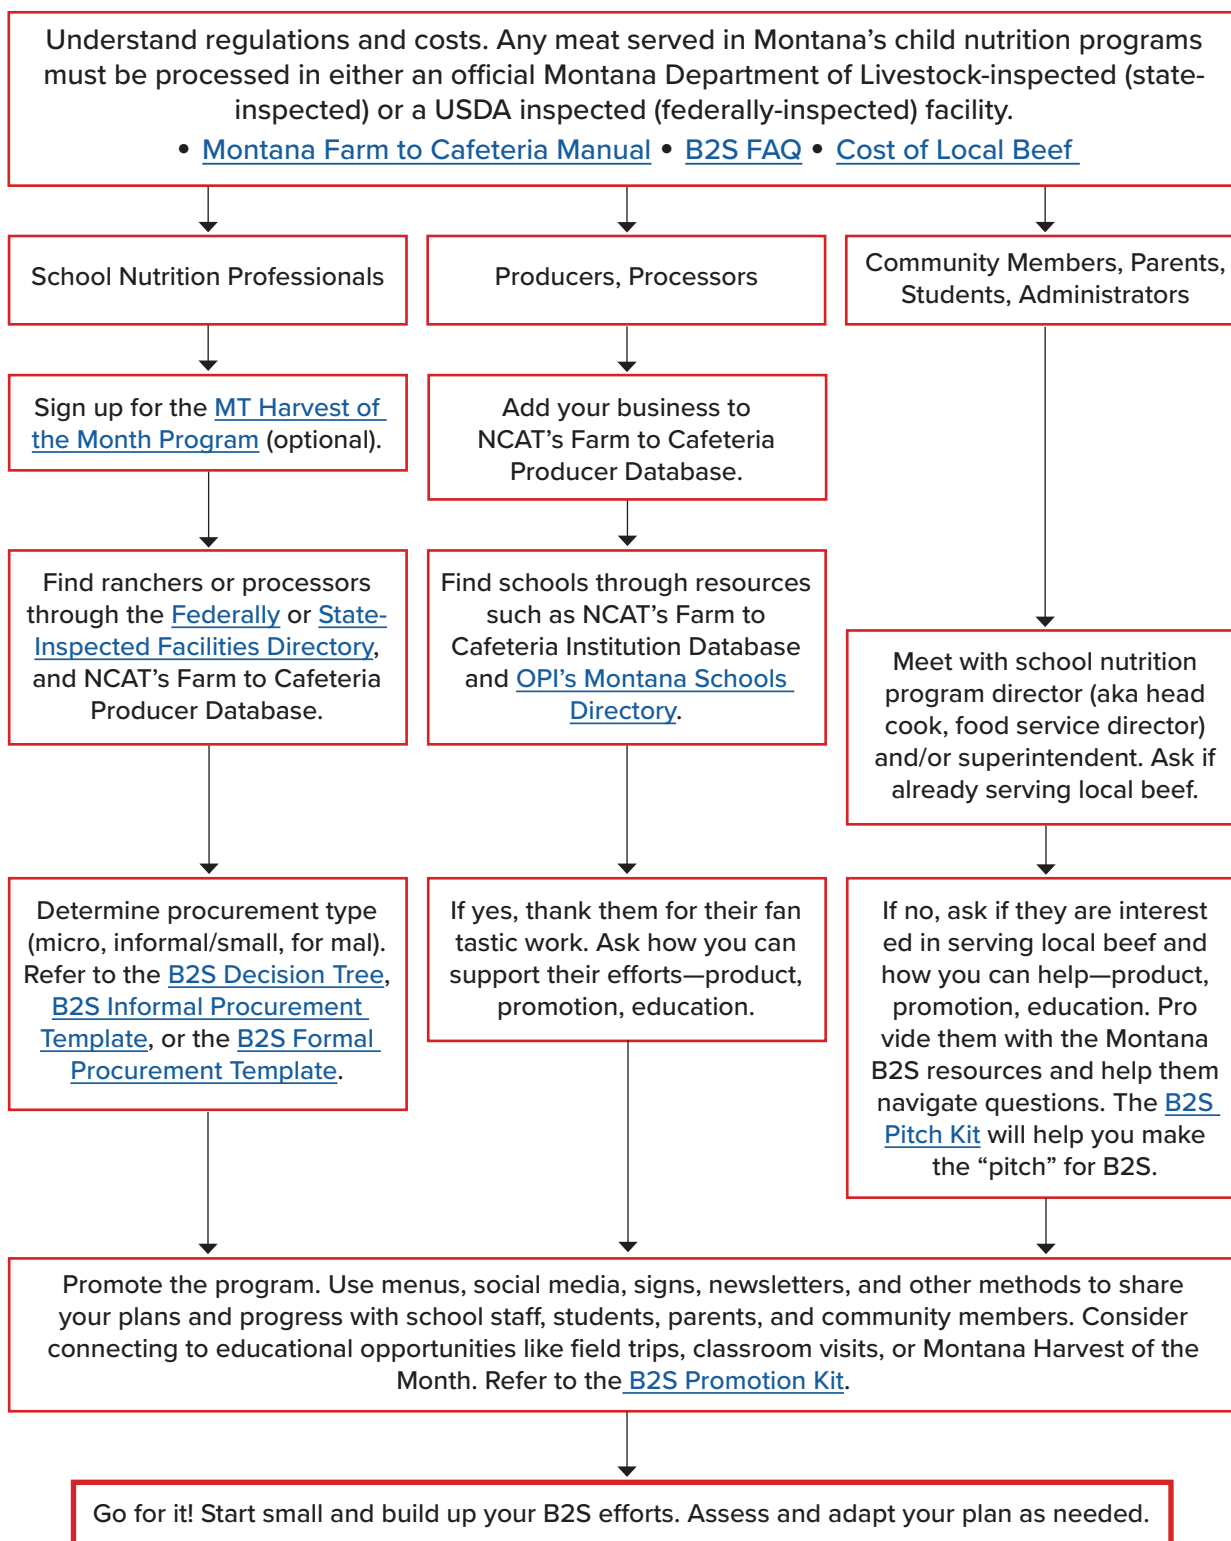 Understand regulations and costs. Any meat served in Montana’s child nutrition programs
must be processed in either an official Montana Department of Livestock-inspected (state-
inspected) or a USDA inspected (federally-inspected) facility.
• Montana Farm to Cafeteria Manual • B2S FAQ • Cost of Local Beef
School Nutrition Professionals
Producers, Processors
Community Members, Parents,
Students, Administrators
Sign up for the MT Harvest of
the Month Program (optional).
Add your business to
NCAT’s Farm to Cafeteria
Producer Database.
Find ranchers or processors
through the Federally or State-
Inspected Facilities Directory,
and NCAT’s Farm to Cafeteria
Producer Database.
Find schools through resources
such as NCAT’s Farm to
Cafeteria Institution Database
and OPI’s Montana Schools
Directory.
Meet with school nutrition
program director (aka head
cook, food service director)
and/or superintendent. Ask if
already serving local beef.
Determine procurement type
(micro, informal/small, for mal).
Refer to the B2S Decision Tree,
B2S Informal Procurement
Template, or the B2S Formal
Procurement Template.
If yes, thank them for their fan
tastic work. Ask how you can
support their efforts—product,
promotion, education.
If no, ask if they are interest
ed in serving local beef and
how you can help—product,
promotion, education. Pro
vide them with the Montana
B2S resources and help them
navigate questions. The B2S
Pitch Kit will help you make
the “pitch” for B2S.
Promote the program. Use menus, social media, signs, newsletters, and other methods to share
your plans and progress with school staff, students, parents, and community members. Consider
connecting to educational opportunities like field trips, classroom visits, or Montana Harvest of the
Month. Refer to the B2S Promotion Kit.
Go for it! Start small and build up your B2S efforts. Assess and adapt your plan as needed.